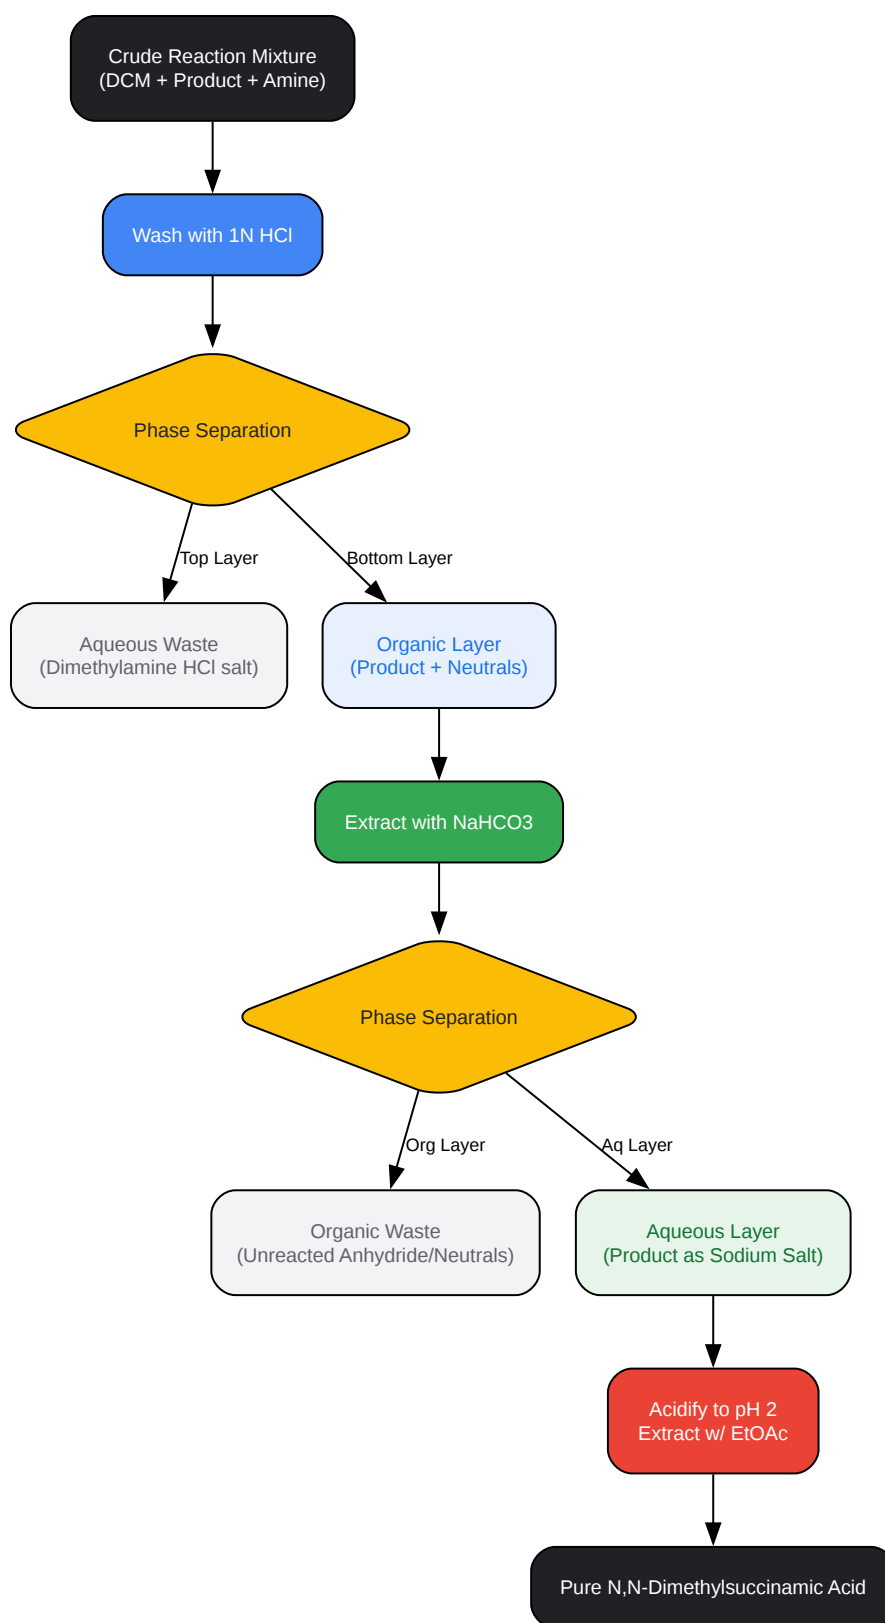 Crude Reaction Mixture
(DCM + Product + Amine)
Wash with 1N HCl
Phase Separation
Top Layer
Bottom Layer
Aqueous Waste
(Dimethylamine HCl salt)
Organic Layer
(Product + Neutrals)
Extract with NaHCO3
Phase Separation
Org Layer
Aq Layer
Organic Waste
(Unreacted Anhydride/Neutrals)
Aqueous Layer
(Product as Sodium Salt)
Acidify to pH 2
Extract w/ EtOAc
Pure N,N-Dimethylsuccinamic Acid